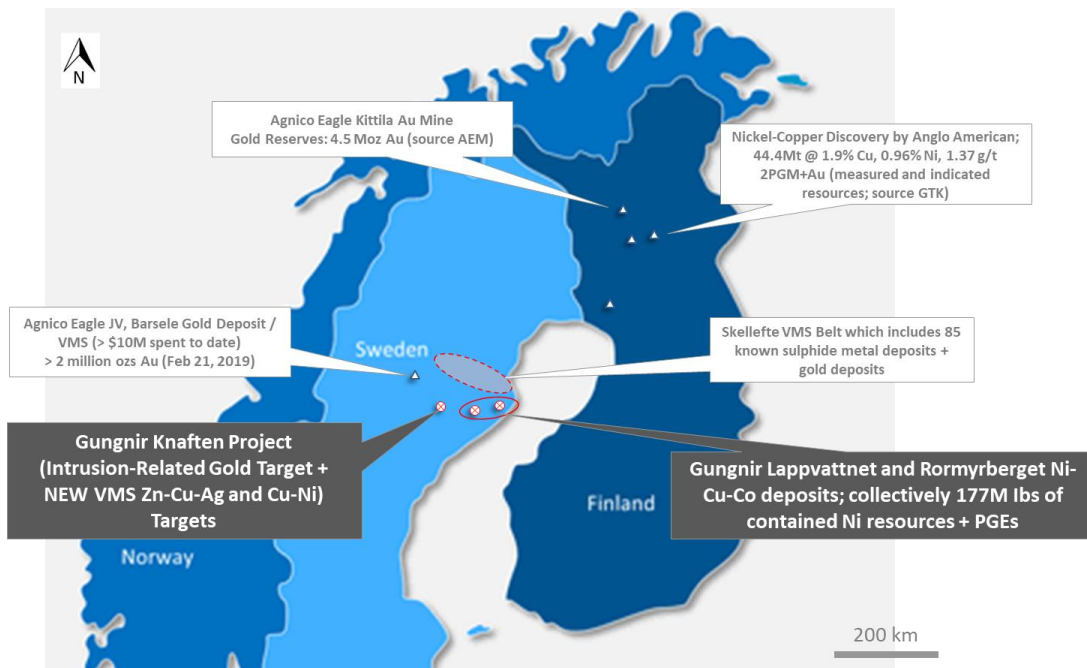 N
Agnico Eagle Kittila Au Mine
Gold Reserves: 4.5 Moz Au (source AEM)
Nickel-Copper Discovery by Anglo American;
44.4Mt @ 1.9% Cu, 0.96% Ni, 1.37 g/t
2PGM+Au (measured and indicated
resources; source GTK)
Agnico Eagle JV, Barsele Gold Deposit /
VMS (> $10M spent to date)
> 2 million ozs Au (Feb 21, 2019)
Sweden
Skellefte VMS Belt which includes 85
known sulphide metal deposits +
gold deposits
Gungnir Knaften Project
(Intrusion-Related Gold Target +
NEW VMS Zn-Cu-Ag and Cu-Ni)
Targets
Gungnir Lappvattnet and Rormyrberget Ni-
Cu-Co deposits; collectively 177M lbs of
contained Ni resources + PGEs
Finland
Norway
200 km